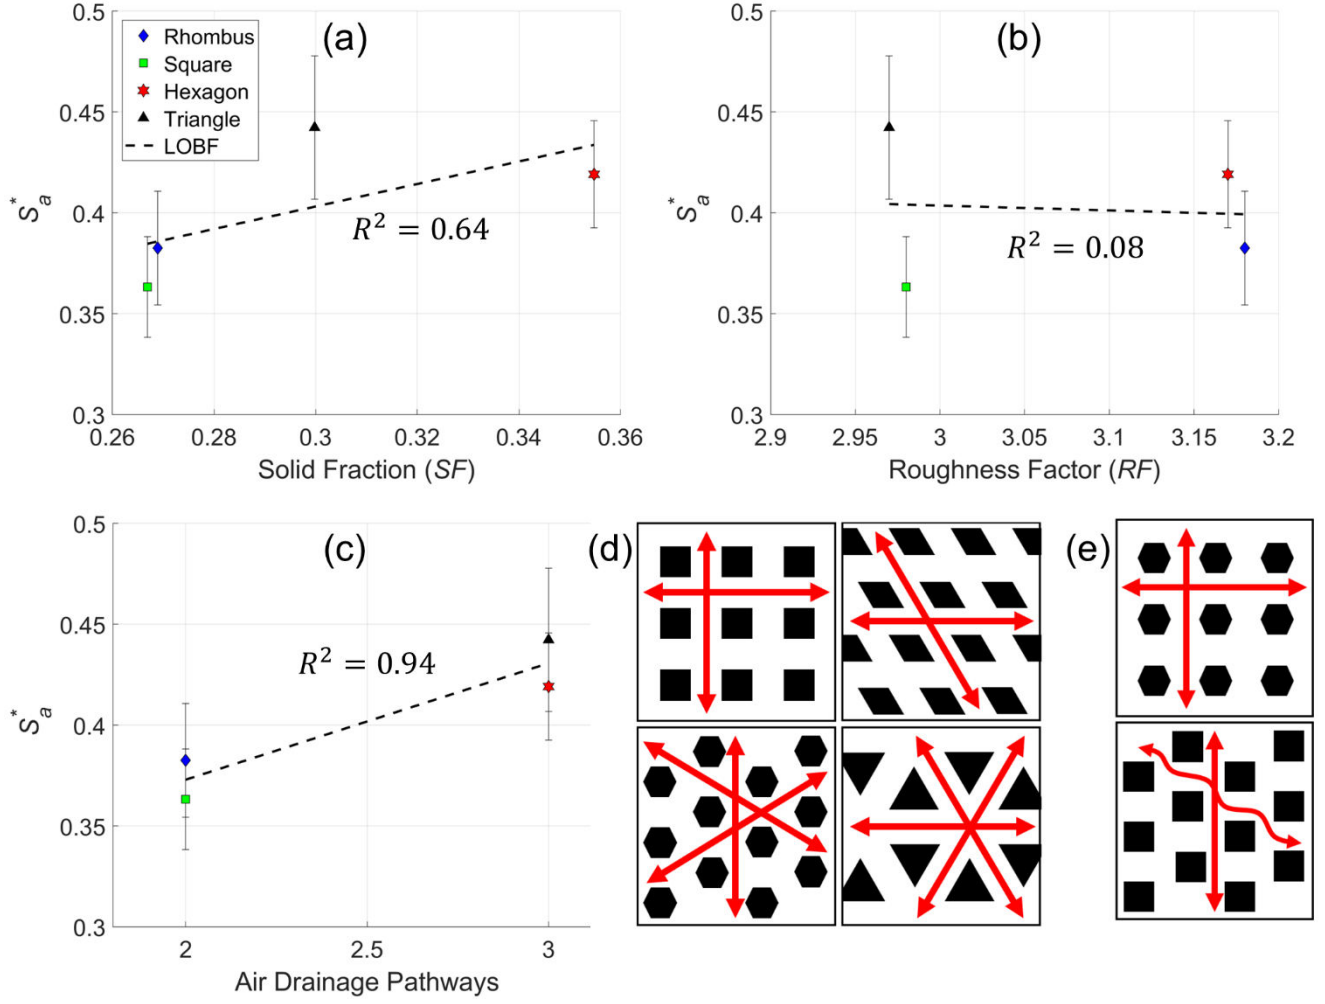 (a)
Rhombus
Square
Hexagon
Triangle
LOBF
R² = 0.64
0.5
0.45
0.4
0.35
0.3
S*a
0.26
0.28
0.3
0.32
0.34
0.36
Solid Fraction (SF)
(b)
R² = 0.08
0.5
0.45
0.4
0.35
0.3
S*a
2.9
2.95
3
3.05
3.1
3.15
3.2
Roughness Factor (RF)
(c)
R² = 0.94
0.5
0.45
0.4
0.35
0.3
S*a
2
2.5
3
Air Drainage Pathways
(d)
(e)